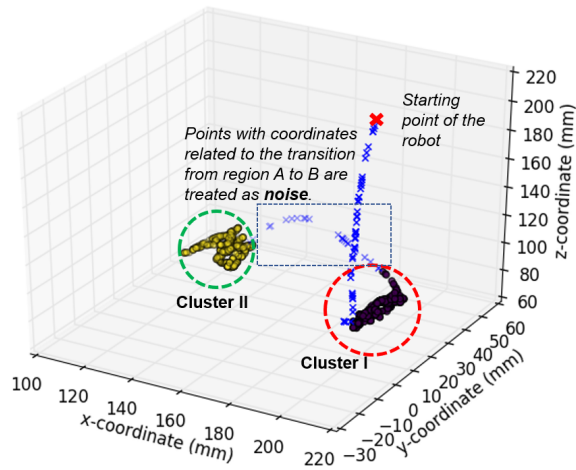 Starting
point of the
robot
Points with coordinates
related to the transition
from region A to B are
treated as noise.
Cluster II
Cluster I
220
200
180
160
140
120
100
80
60
z-coordinate (mm)
100
120
140
160
180
200
220
x-coordinate (mm)
−30
−20
−10
0
10
20
30
40
50
60
y-coordinate (mm)